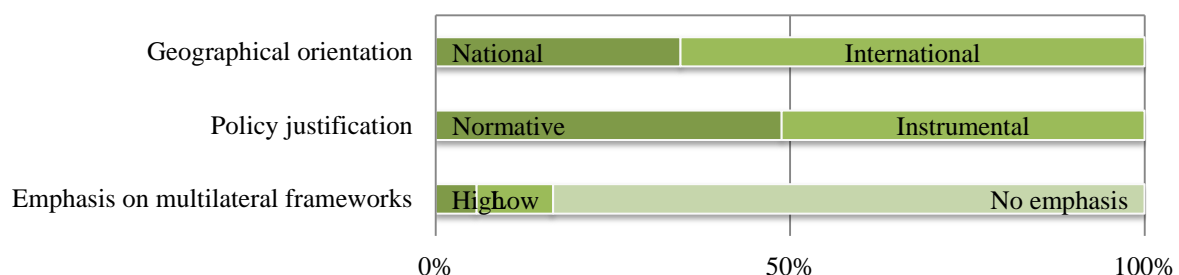 Geographical orientation National International
Policy justification Normative Instrumental
Emphasis on multilateral frameworks High Low No emphasis
0% 50% 100%